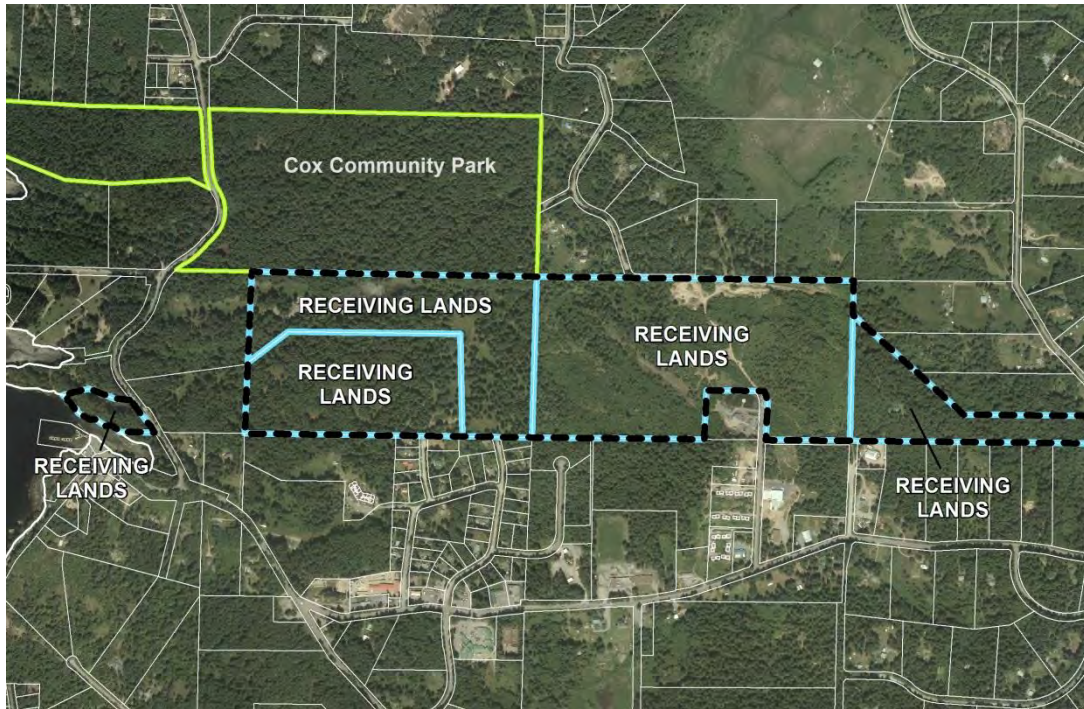 Cox Community Park
RECEIVING LANDS
RECEIVING
LANDS
RECEIVING
LANDS
RECEIVING
LANDS
RECEIVING
LANDS